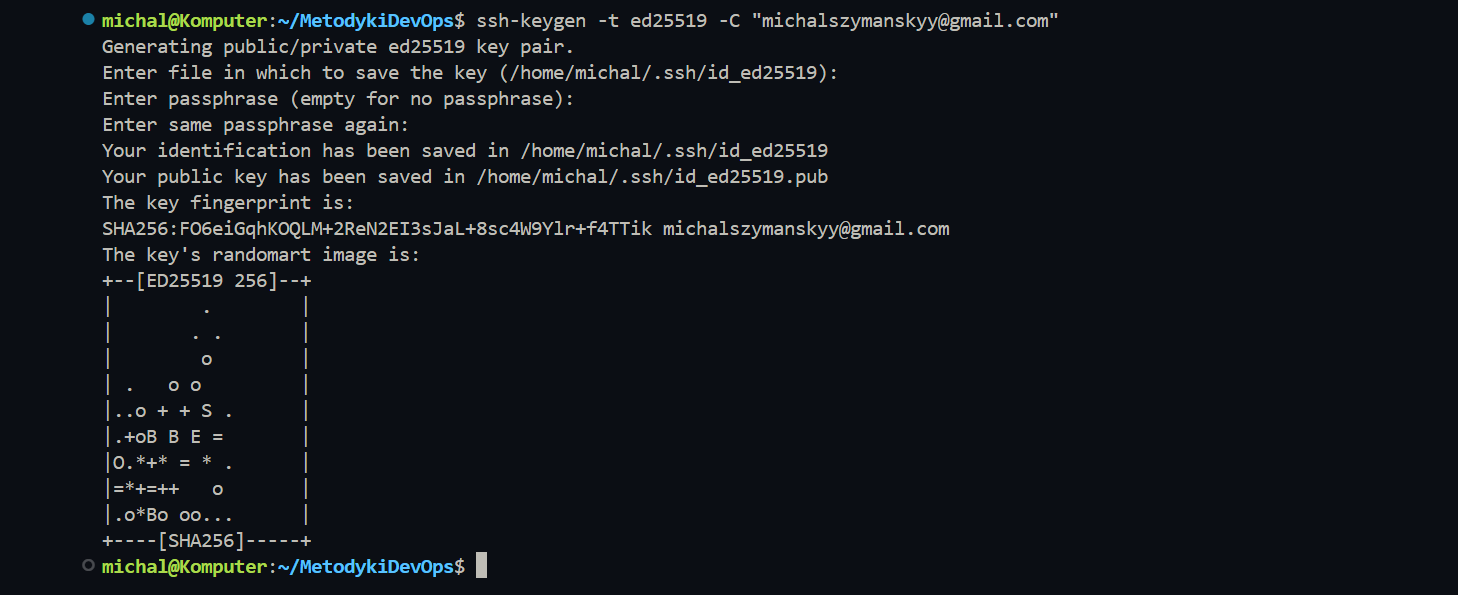 michal@Komputer:~/MetodykiDevOps$ ssh-keygen -t ed25519 -C "michalszymanskyy@gmail.com"
Generating public/private ed25519 key pair.
Enter file in which to save the key (/home/michal/.ssh/id_ed25519):
Enter passphrase (empty for no passphrase):
Enter same passphrase again:
Your identification has been saved in /home/michal/.ssh/id_ed25519
Your public key has been saved in /home/michal/.ssh/id_ed25519.pub
The key fingerprint is:
SHA256:FO6eiGqhKOQLM+2ReN2EI3sJaL+8sc4W9Ylr+f4TTik michalszymanskyy@gmail.com
The key's randomart image is:
+--[ED25519 256]--+
|        .        |
|       . .       |
|        o        |
| .   o o         |
|..o + + S .      |
|.+oB B E =       |
|O.*+* = * .      |
|=*+=++   o       |
|.o*Bo oo...      |
+----[SHA256]-----+
michal@Komputer:~/MetodykiDevOps$